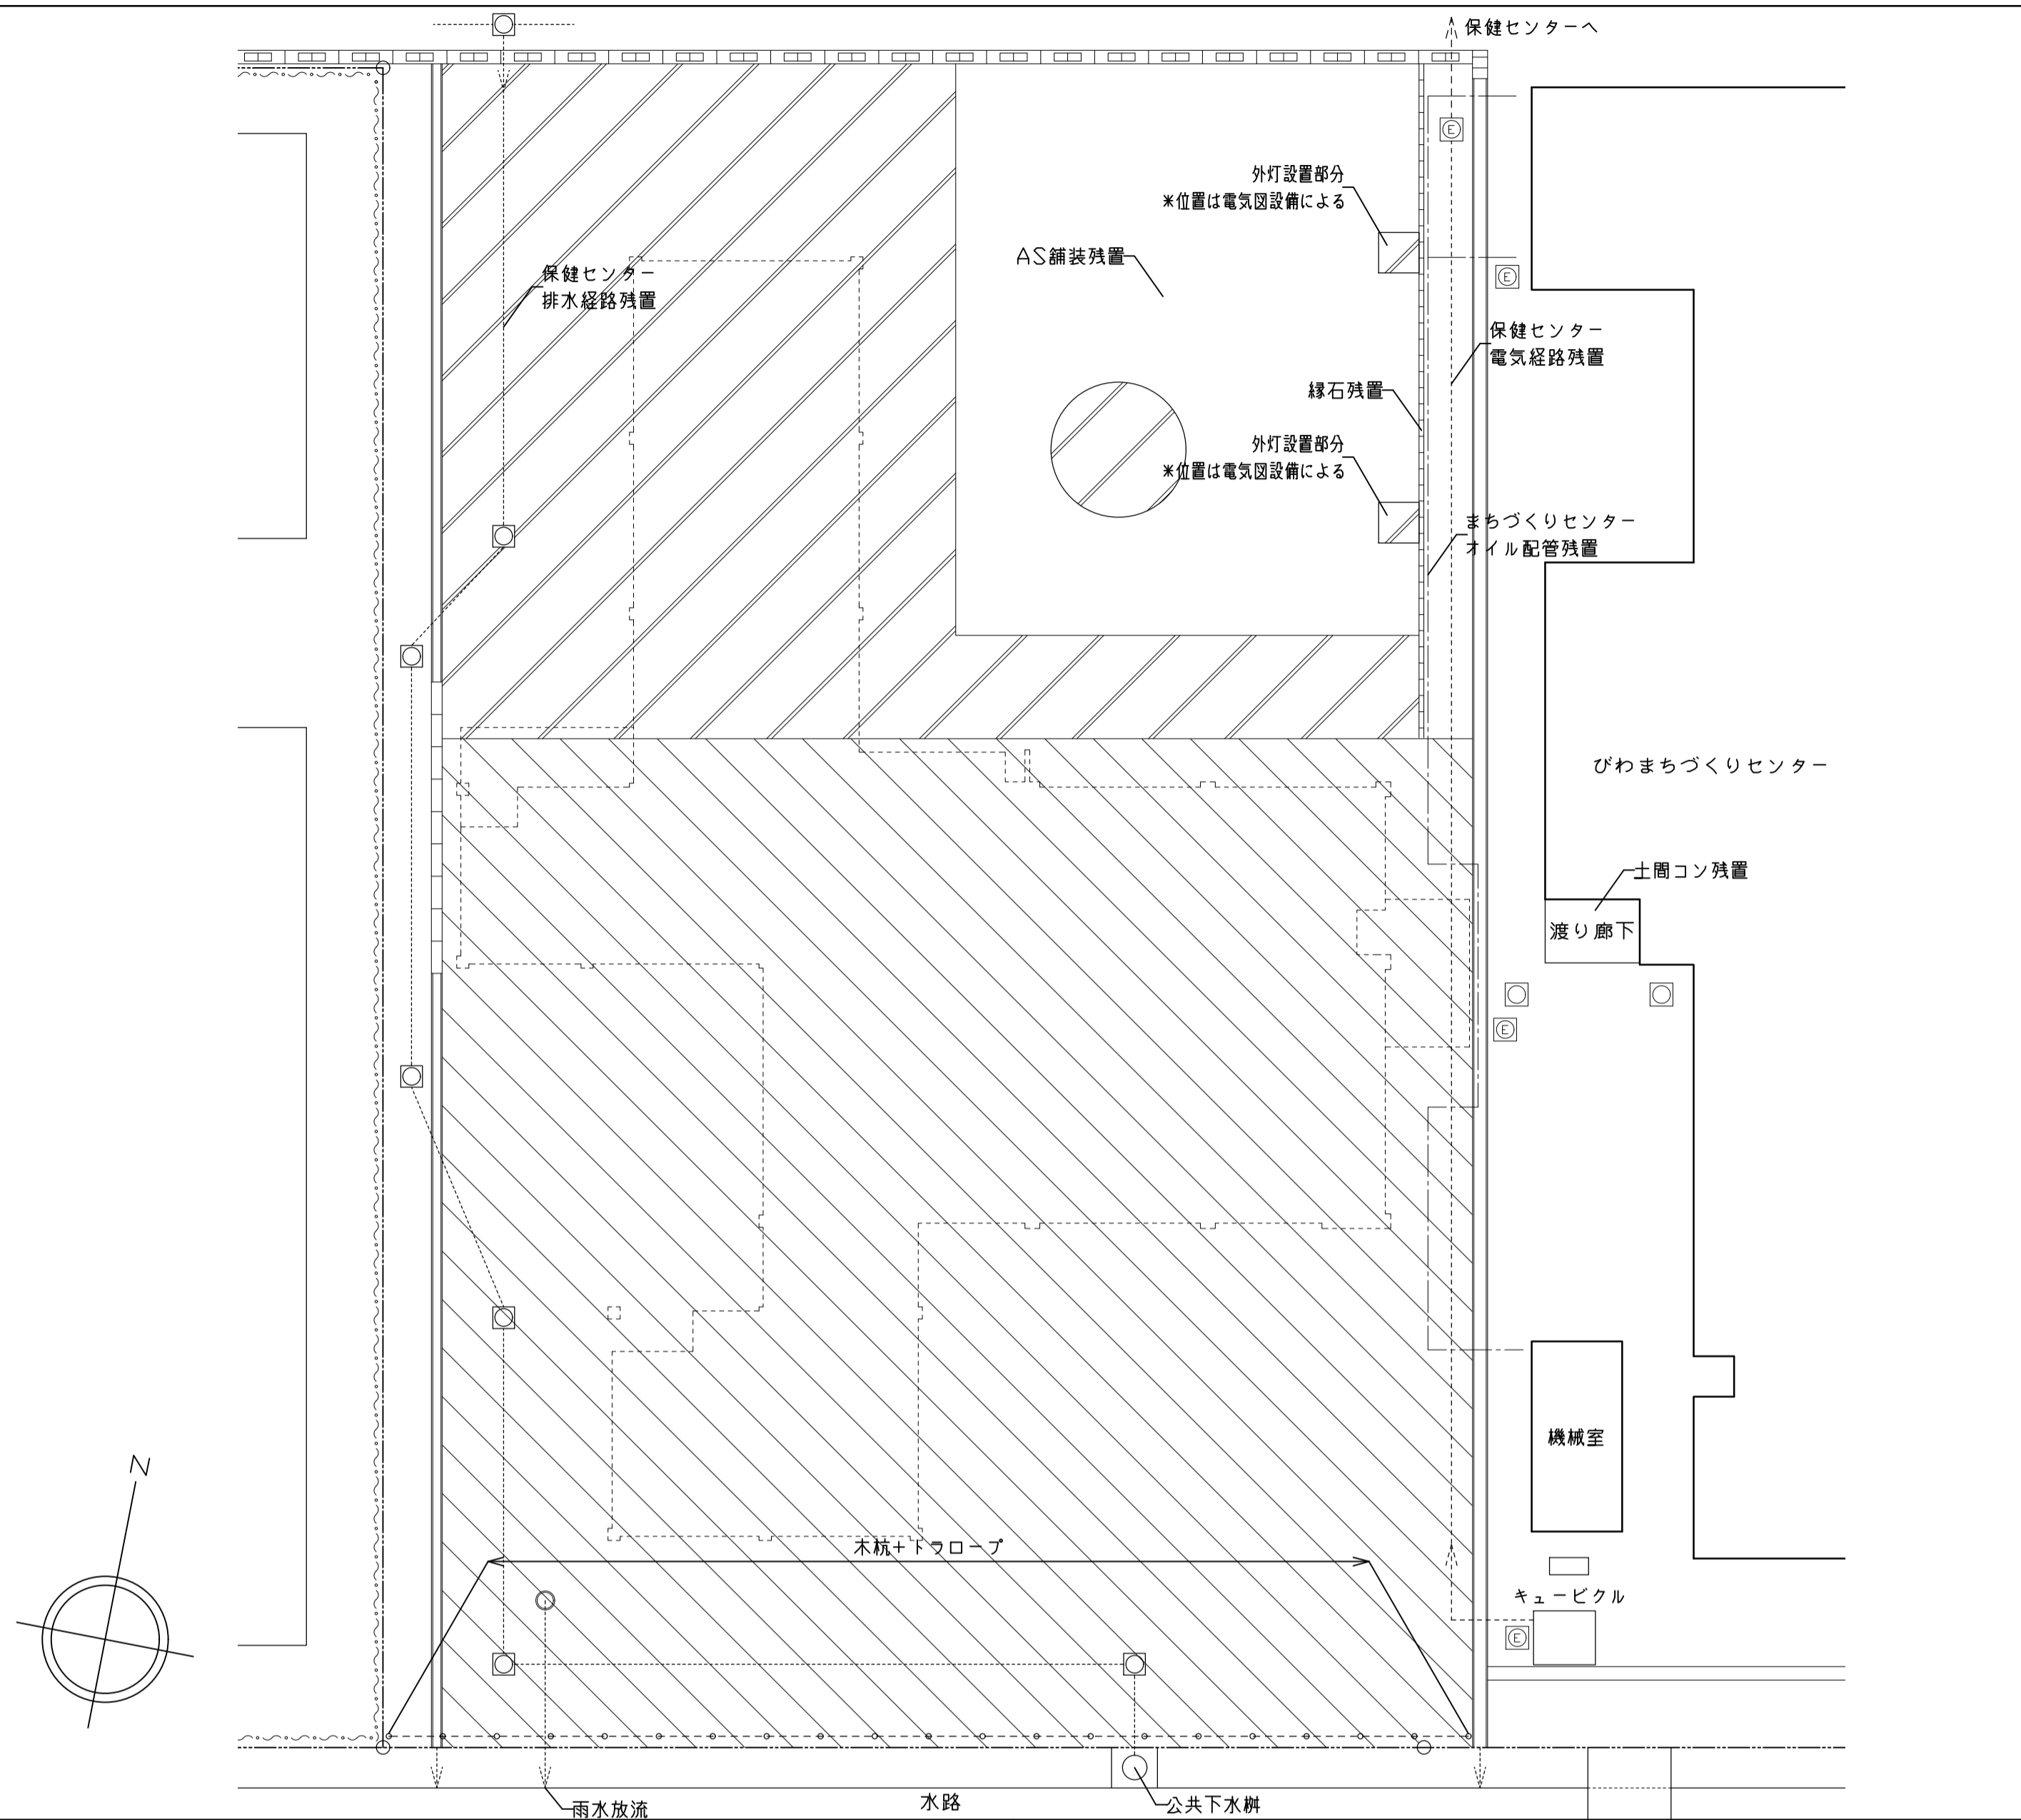 保健センターへ
E
外灯設置部分
※位置は電気図設備による
AS舗装残置
保健センター
排水経路残置
E
保健センター
電気経路残置
縁石残置
外灯設置部分
※位置は電気図設備による
まちづくりセンター
オイル配管残置
びわまちづくりセンター
土間コン残置
渡り廊下
E
機械室
N
木杭+トラロープ
キュービクル
E
雨水放流
水路
公共下水桝